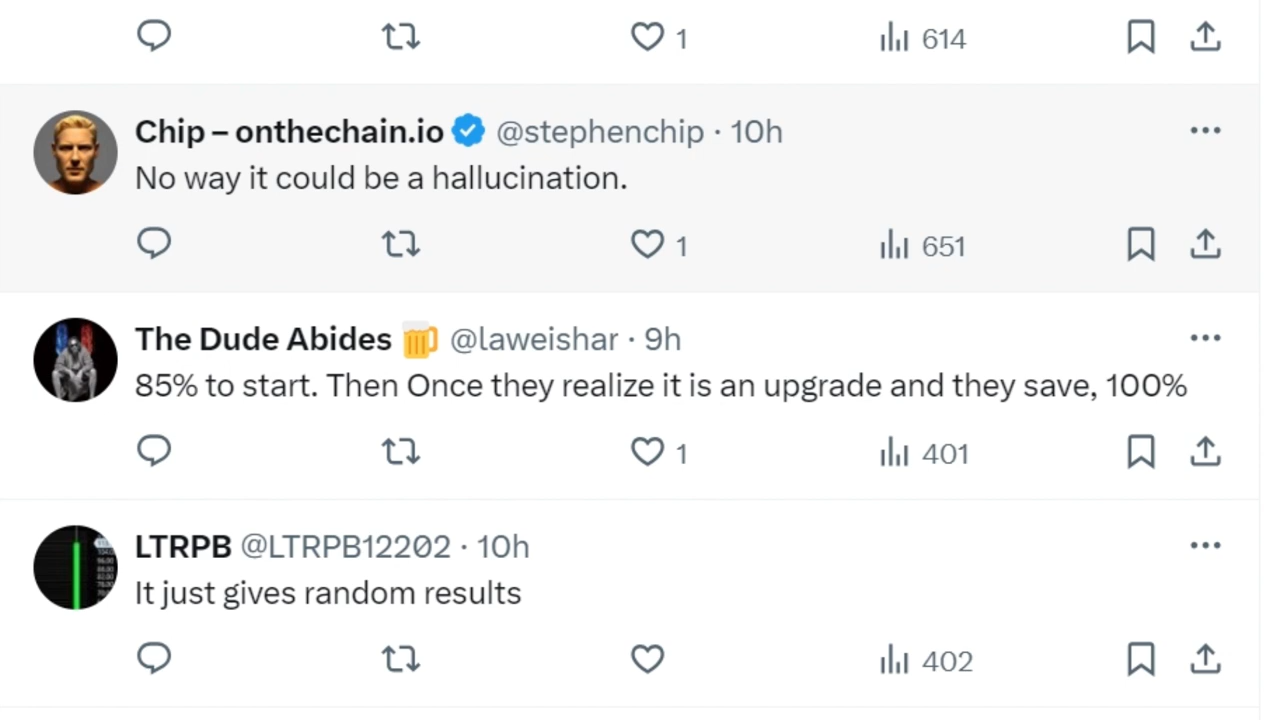 1 614
Chip – onthechain.io @stephenchip · 10h
No way it could be a hallucination.
1 651
The Dude Abides 🍺 @laweishar · 9h
85% to start. Then Once they realize it is an upgrade and they save, 100%
1 401
LTRPB @LTRPB12202 · 10h
It just gives random results
402